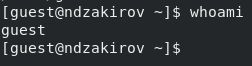 [guest@ndzakirov ~]$ whoami
guest
[guest@ndzakirov ~]$